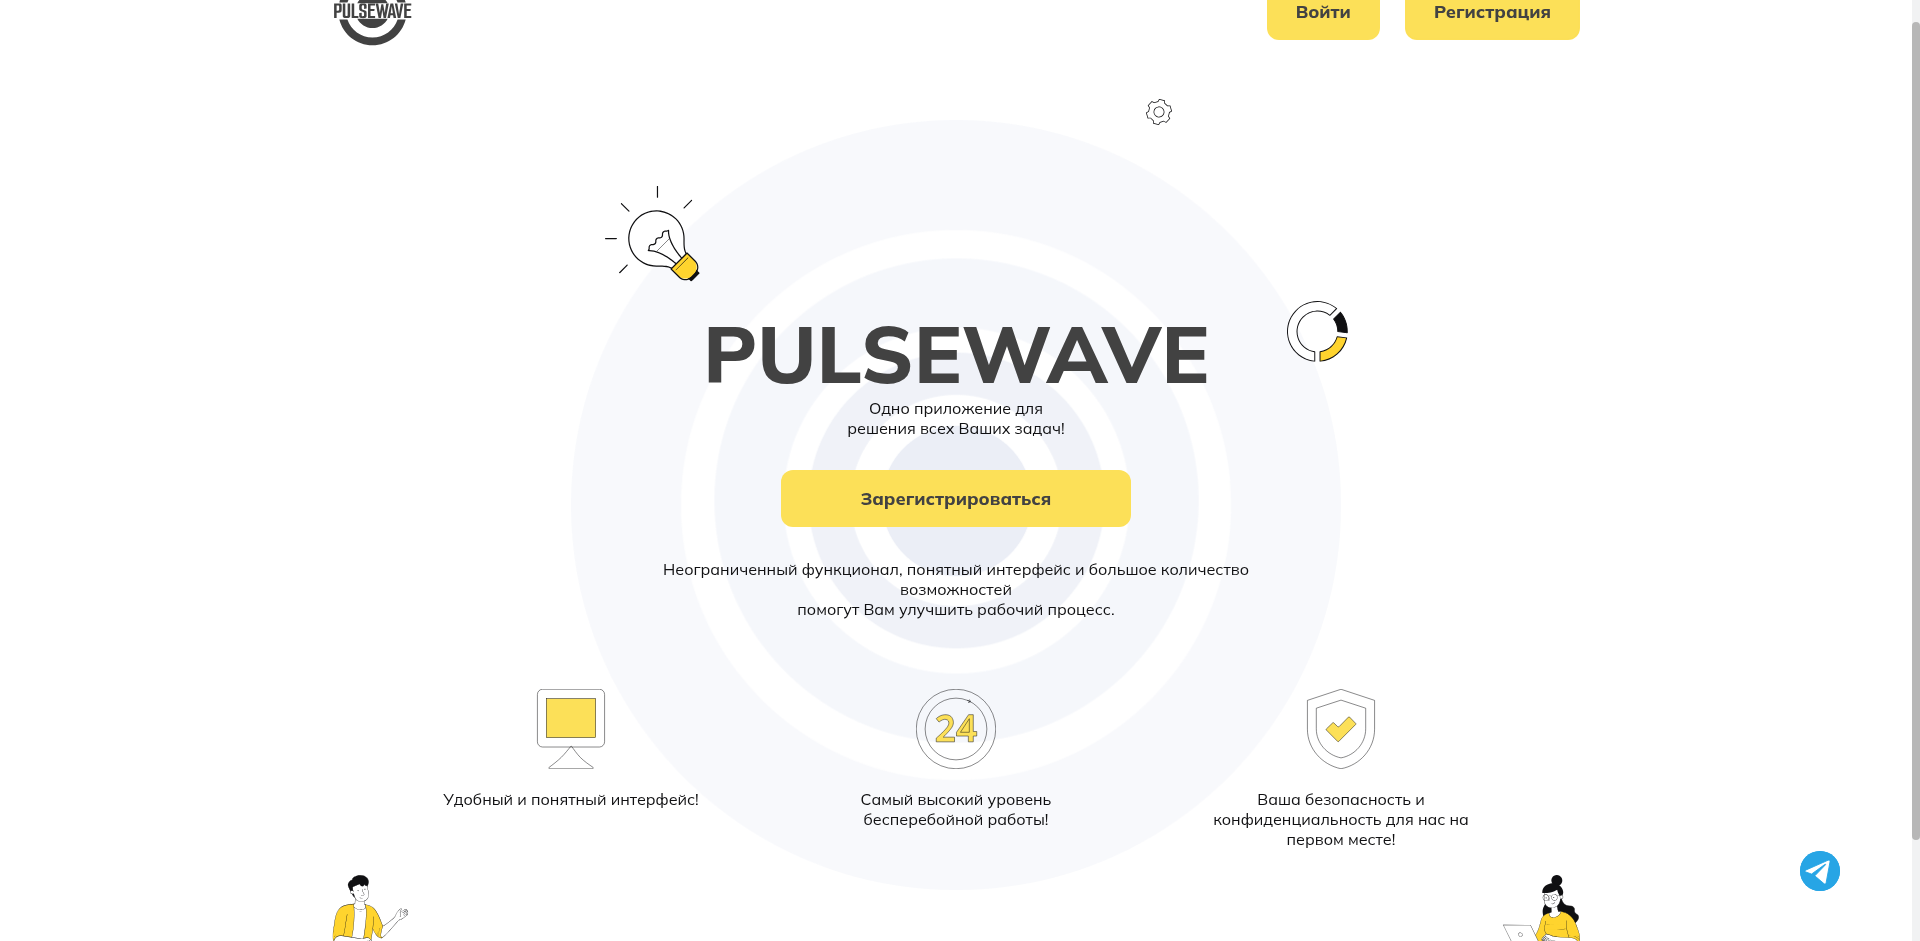 PULSEWAVE
Войти
Регистрация
PULSEWAVE
Одно приложение для
решения всех Ваших задач!
Зарегистрироваться
Неограниченный функционал, понятный интерфейс и большое количество
возможностей
помогут Вам улучшить рабочий процесс.
24
Удобный и понятный интерфейс!
Самый высокий уровень
бесперебойной работы!
Ваша безопасность и
конфиденциальность для нас на
первом месте!